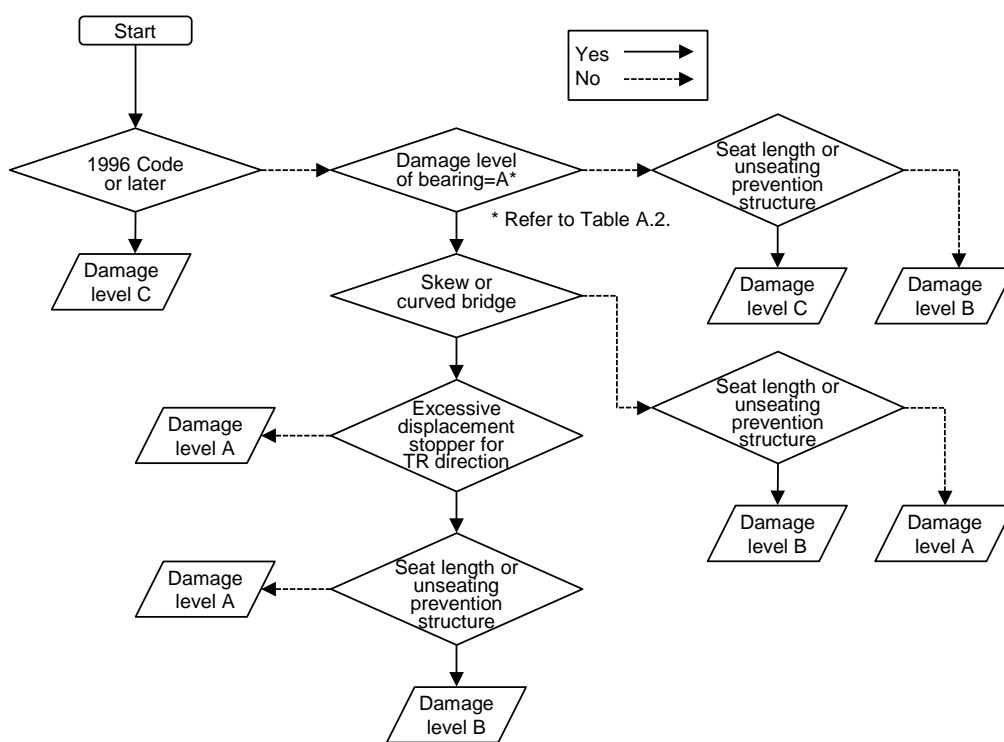 Start
Yes
No
1996 Code
or later
Damage level
of bearing=A*
Seat length or
unseating
prevention
structure
* Refer to Table A.2.
Damage
level C
Skew or
curved bridge
Damage
level C
Damage
level B
Seat length or
unseating
prevention
structure
Damage
level A
Excessive
displacement
stopper for
TR direction
Damage
level B
Damage
level A
Damage
level A
Seat length or
unseating
prevention
structure
Damage
level B